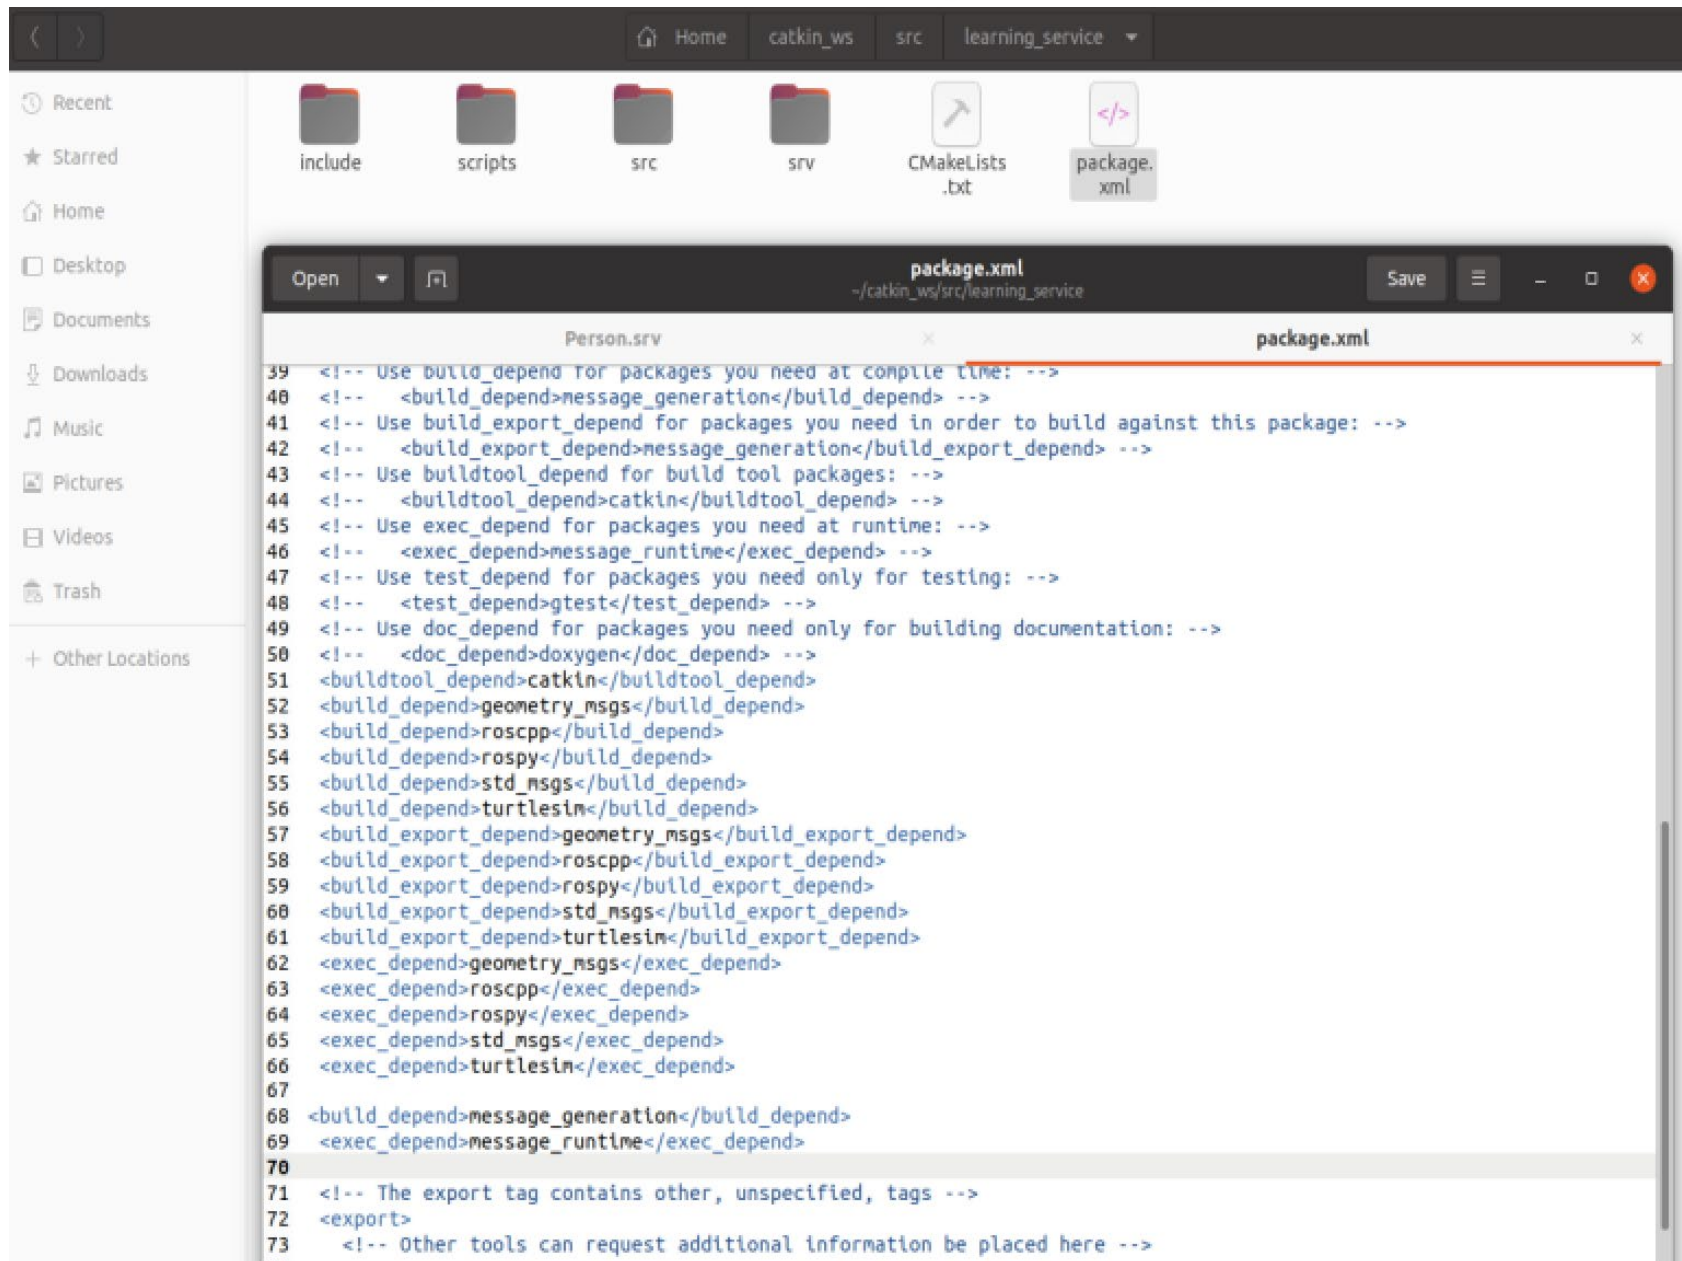 Home catkin_ws src learning_service
Recent
Starred
Home
Desktop
Documents
Downloads
Music
Pictures
Videos
Trash
+ Other Locations
include scripts src srv CMakeLists.txt package.xml
Open package.xml Save
~/catkin_ws/src/learning_service
Person.srv package.xml
39 <!-- Use build_depend for packages you need at compile time: -->
40 <!--   <build_depend>message_generation</build_depend> -->
41 <!-- Use build_export_depend for packages you need in order to build against this package: -->
42 <!--   <build_export_depend>message_generation</build_export_depend> -->
43 <!-- Use buildtool_depend for build tool packages: -->
44 <!--   <buildtool_depend>catkin</buildtool_depend> -->
45 <!-- Use exec_depend for packages you need at runtime: -->
46 <!--   <exec_depend>message_runtime</exec_depend> -->
47 <!-- Use test_depend for packages you need only for testing: -->
48 <!--   <test_depend>gtest</test_depend> -->
49 <!-- Use doc_depend for packages you need only for building documentation: -->
50 <!--   <doc_depend>doxygen</doc_depend> -->
51 <buildtool_depend>catkin</buildtool_depend>
52 <build_depend>geometry_msgs</build_depend>
53 <build_depend>roscpp</build_depend>
54 <build_depend>rospy</build_depend>
55 <build_depend>std_msgs</build_depend>
56 <build_depend>turtlesim</build_depend>
57 <build_export_depend>geometry_msgs</build_export_depend>
58 <build_export_depend>roscpp</build_export_depend>
59 <build_export_depend>rospy</build_export_depend>
60 <build_export_depend>std_msgs</build_export_depend>
61 <build_export_depend>turtlesim</build_export_depend>
62 <exec_depend>geometry_msgs</exec_depend>
63 <exec_depend>roscpp</exec_depend>
64 <exec_depend>rospy</exec_depend>
65 <exec_depend>std_msgs</exec_depend>
66 <exec_depend>turtlesim</exec_depend>
67
68 <build_depend>message_generation</build_depend>
69 <exec_depend>message_runtime</exec_depend>
70
71 <!-- The export tag contains other, unspecified, tags -->
72 <export>
73 <!-- Other tools can request additional information be placed here -->